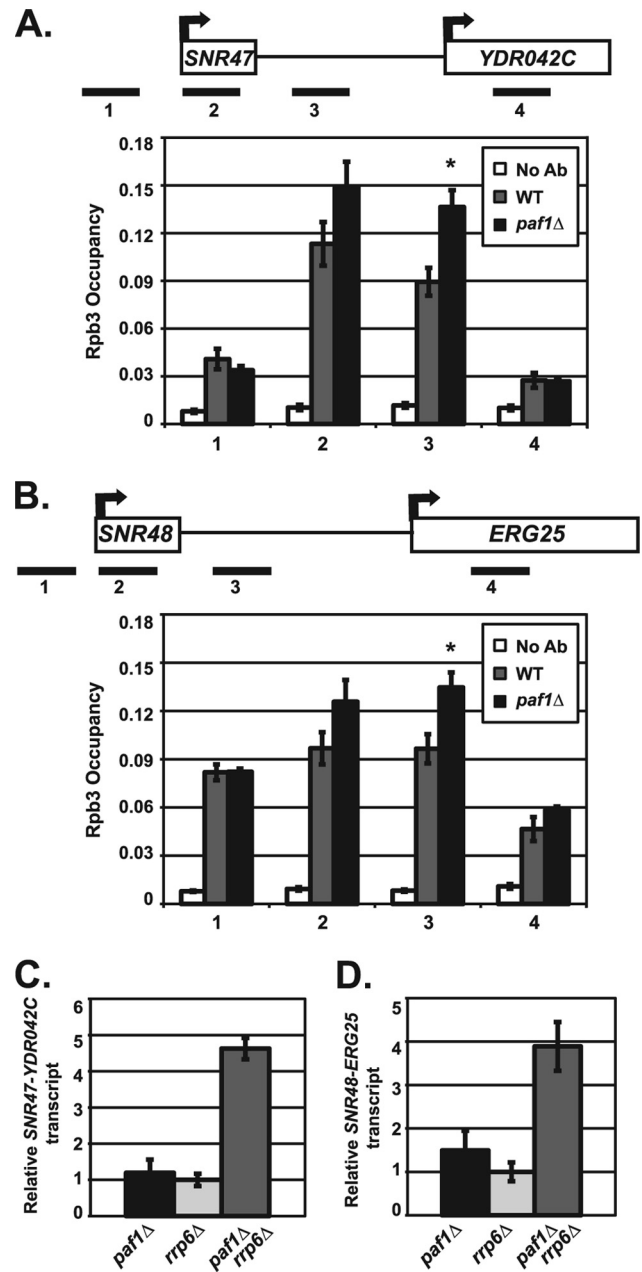 A.
SNR47 YDR042C
1 2 3 4
0.18
0.15
0.12
0.09
0.06
0.03
0
Rpb3 Occupancy
*
No Ab
WT
paf1Δ
1 2 3 4
B.
SNR48 ERG25
1 2 3 4
0.18
0.15
0.12
0.09
0.06
0.03
0
Rpb3 Occupancy
*
No Ab
WT
paf1Δ
1 2 3 4
C.
Relative SNR47-YDR042C
transcript
6
5
4
3
2
1
0
paf1Δ rrp6Δ paf1Δ
rrp6Δ
D.
Relative SNR48-ERG25
transcript
5
4
3
2
1
0
paf1Δ rrp6Δ paf1Δ
rrp6Δ